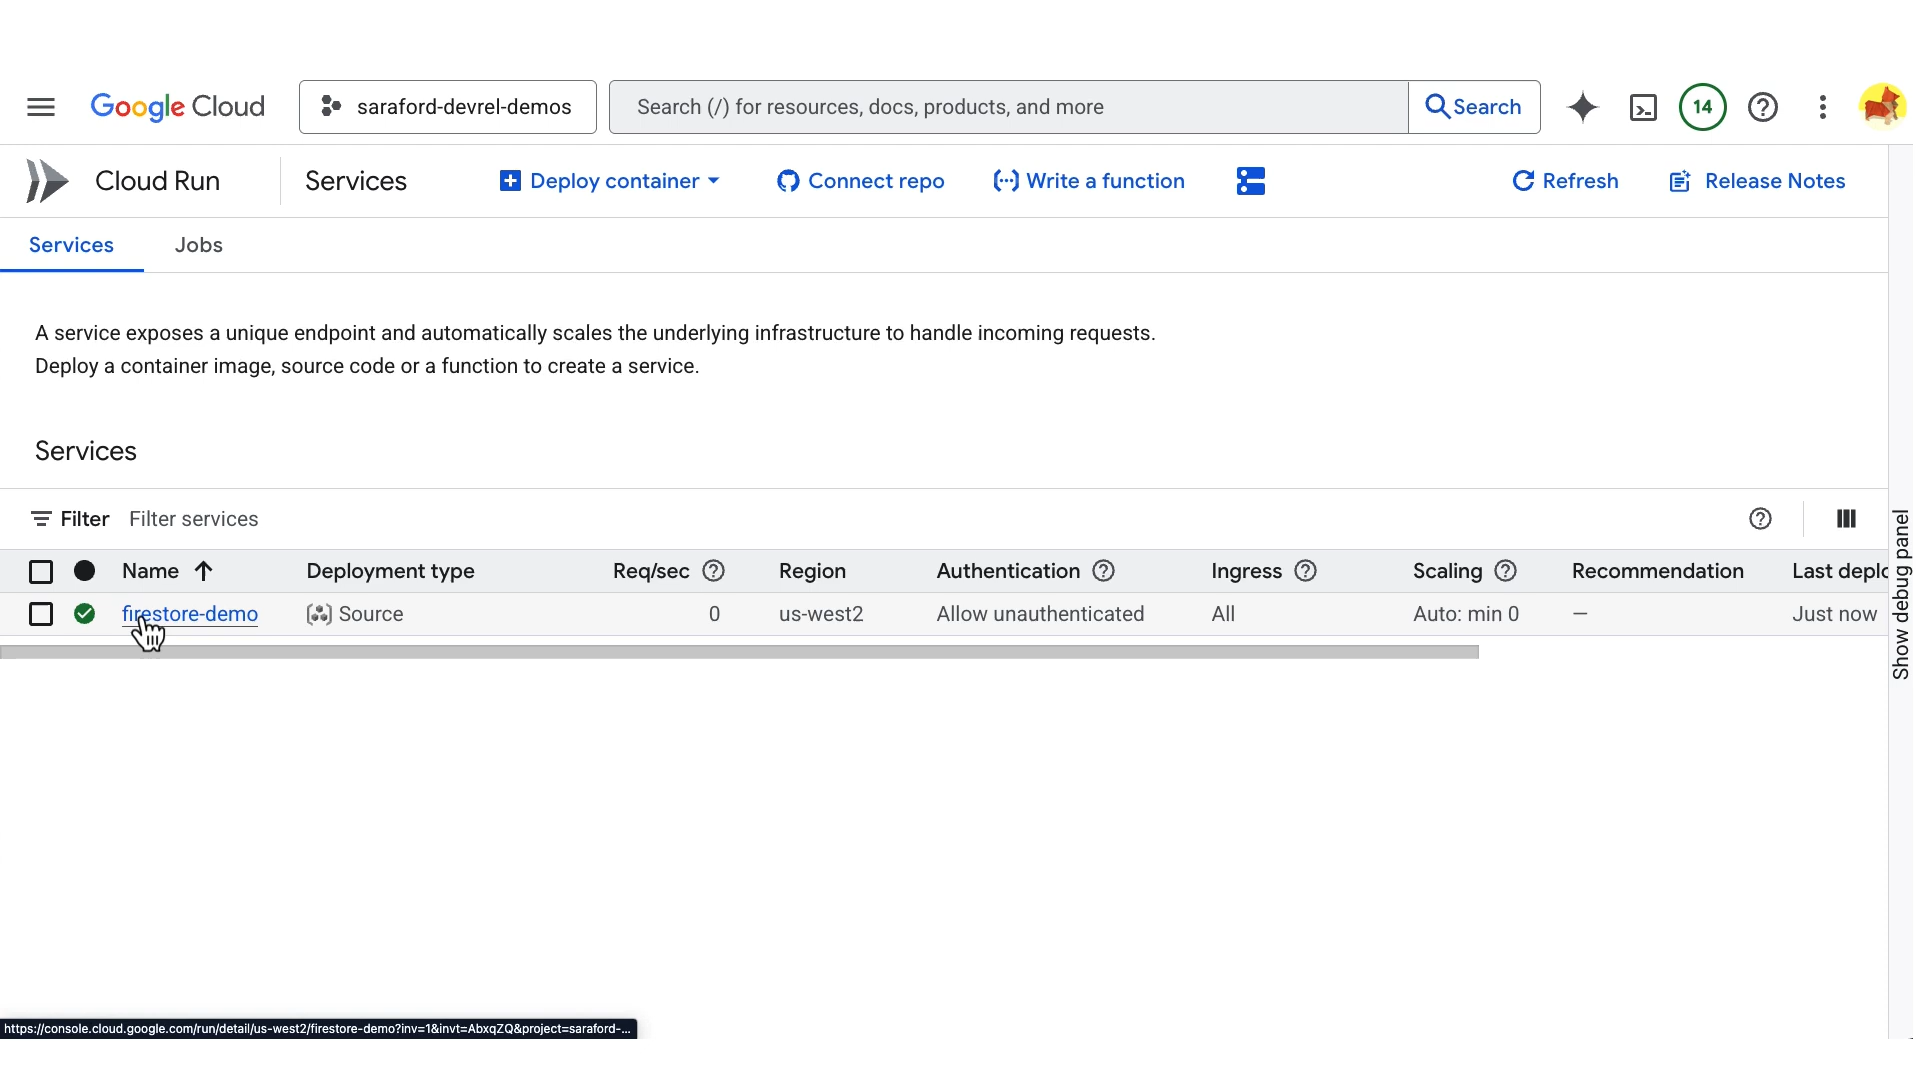 Google Cloud saraford-devrel-demos Search (/) for resources, docs, products, and more Search 14
Cloud Run Services Deploy container Connect repo Write a function Refresh Release Notes
Services Jobs
A service exposes a unique endpoint and automatically scales the underlying infrastructure to handle incoming requests.
Deploy a container image, source code or a function to create a service.
Services
Filter Filter services
Name Deployment type Req/sec Region Authentication Ingress Scaling Recommendation Last deplo
firestore-demo Source 0 us-west2 Allow unauthenticated All Auto: min 0 — Just now
Show debug panel
https://console.cloud.google.com/run/detail/us-west2/firestore-demo?inv=1&invt=AbxqZQ&project=saraford-...